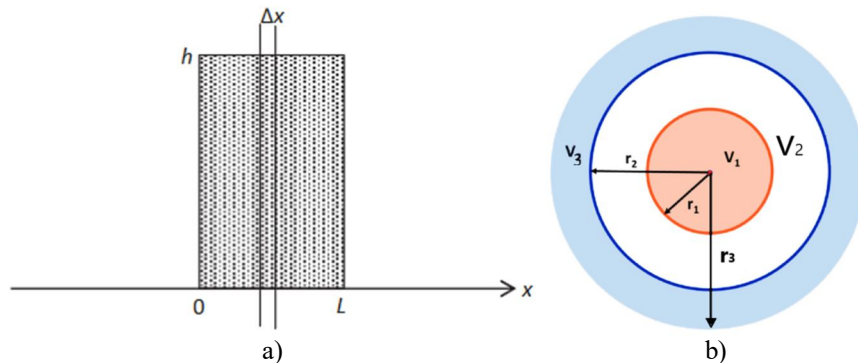 Δx
h
0
L
x
a)
V₃
r₂
V₁
V₂
r₁
r₃
b)